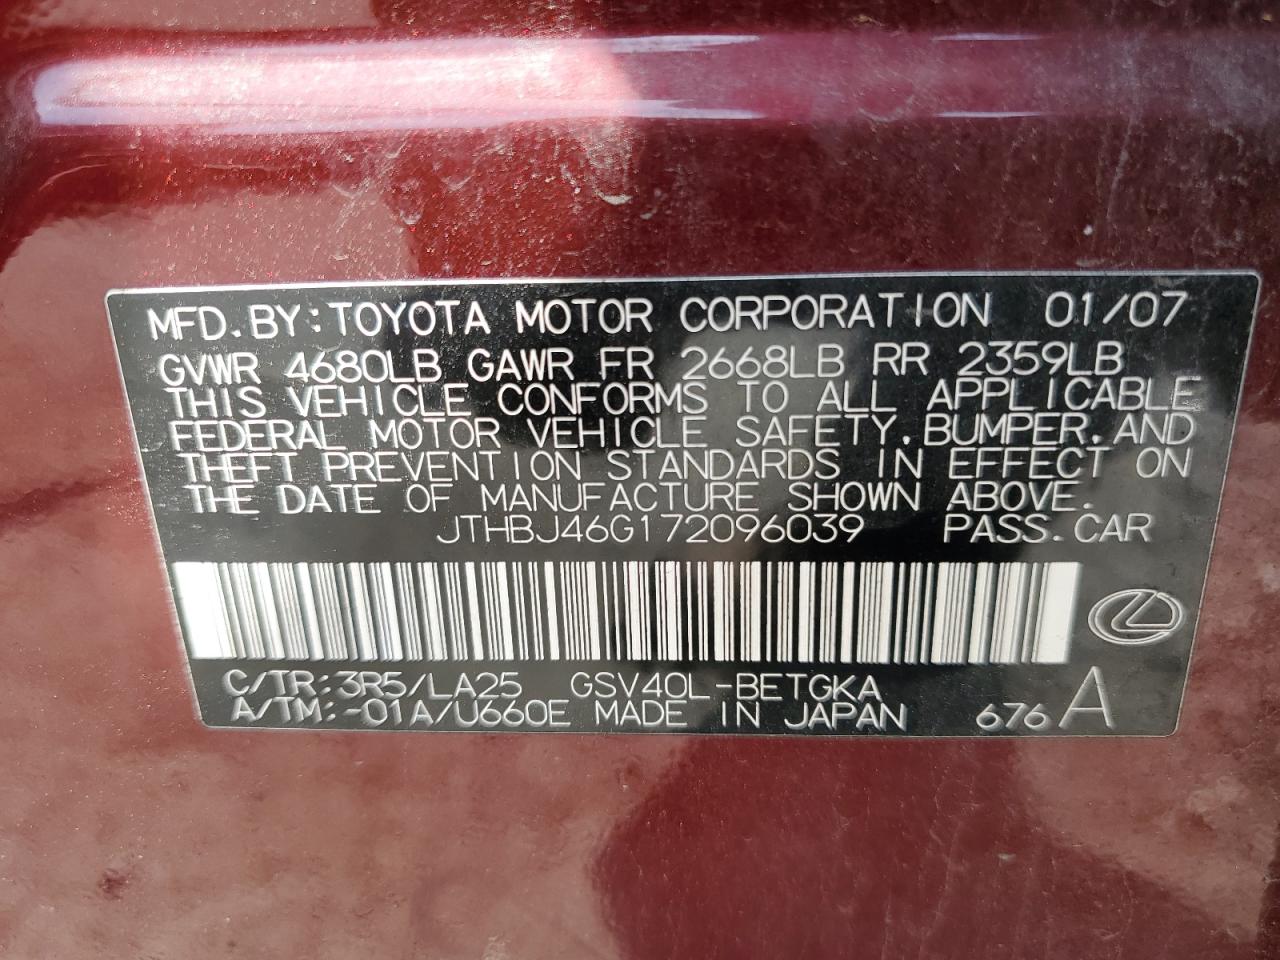 MFD.BY:TOYOTA MOTOR CORPORATION 01/07
GVWR 4680LB GAWR FR 2668LB RR 2359LB
THIS VEHICLE CONFORMS TO ALL APPLICABLE
FEDERAL MOTOR VEHICLE SAFETY,BUMPER,AND
THEFT PREVENTION STANDARDS IN EFFECT ON
THE DATE OF MANUFACTURE SHOWN ABOVE.
JTHBJ46G172096039 PASS.CAR
C/TR:3R5/LA25 GSV40L-BETGKA
A/TM:-01A/U660E MADE IN JAPAN 676 A